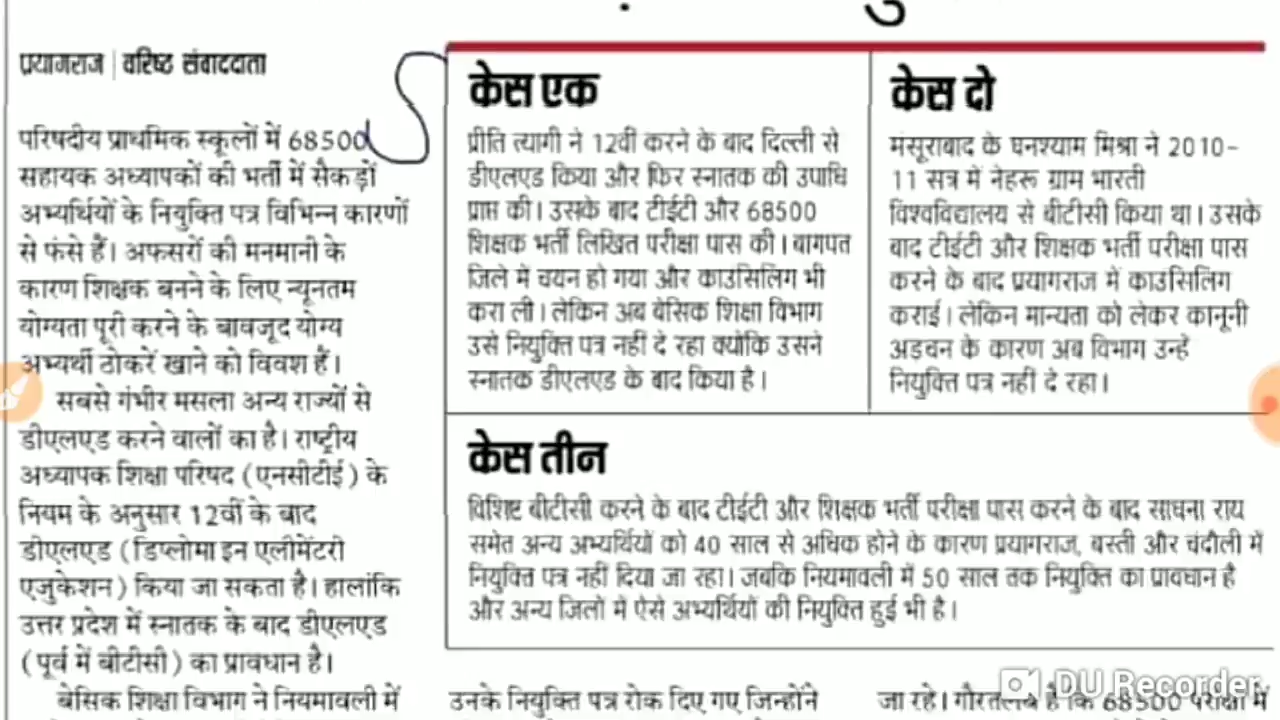 प्रयागराज | वरिष्ठ संवाददाता
परिषदीय प्राथमिक स्कूलों में 68500
सहायक अध्यापकों की भर्ती में सैकड़ों
अभ्यर्थियों के नियुक्ति पत्र विभिन्न कारणों
से फंसे हैं। अफसरों की मनमानी के
कारण शिक्षक बनने के लिए न्यूनतम
योग्यता पूरी करने के बावजूद योग्य
अभ्यर्थी ठोकरें खाने को विवश हैं।
सबसे गंभीर मसला अन्य राज्यों से
डीएलएड करने वालों का है। राष्ट्रीय
अध्यापक शिक्षा परिषद (एनसीटीई) के
नियम के अनुसार 12वीं के बाद
डीएलएड (डिप्लोमा इन एलीमेंटरी
एजुकेशन) किया जा सकता है। हालांकि
उत्तर प्रदेश में स्नातक के बाद डीएलएड
(पूर्व में बीटीसी) का प्रावधान है।
बेसिक शिक्षा विभाग ने नियमावली में
केस एक
प्रीति त्यागी ने 12वीं करने के बाद दिल्ली से
डीएलएड किया और फिर स्नातक की उपाधि
प्राप्त की। उसके बाद टीईटी और 68500
शिक्षक भर्ती लिखित परीक्षा पास की। बागपत
जिले में चयन हो गया और काउंसिलिंग भी
करा ली। लेकिन अब बेसिक शिक्षा विभाग
उसे नियुक्ति पत्र नहीं दे रहा क्योंकि उसने
स्नातक डीएलएड के बाद किया है।
केस दो
मंसूराबाद के घनश्याम मिश्रा ने 2010-
11 सत्र में नेहरू ग्राम भारती
विश्वविद्यालय से बीटीसी किया था। उसके
बाद टीईटी और शिक्षक भर्ती परीक्षा पास
करने के बाद प्रयागराज में काउंसिलिंग
कराई। लेकिन मान्यता को लेकर कानूनी
अड़चन के कारण अब विभाग उन्हें
नियुक्ति पत्र नहीं दे रहा।
केस तीन
विशिष्ट बीटीसी करने के बाद टीईटी और शिक्षक भर्ती परीक्षा पास करने के बाद साधना राय
समेत अन्य अभ्यर्थियों को 40 साल से अधिक होने के कारण प्रयागराज, बस्ती और चंदौली में
नियुक्ति पत्र नहीं दिया जा रहा। जबकि नियमावली में 50 साल तक नियुक्ति का प्रावधान है
और अन्य जिलों में ऐसे अभ्यर्थियों की नियुक्ति हुई भी है।
उनके नियुक्ति पत्र रोक दिए गए जिन्होंने
जा रहे। गौरतलब है कि 68500 परीक्षा में
DU Recorder